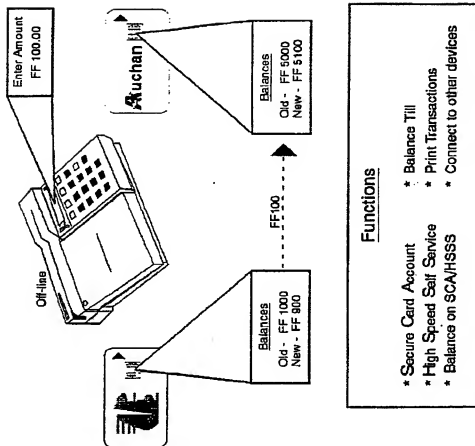 Enter Amount
FF 100.00
Off-line
Auchan
Balances
Old - FF 1000
New - FF 900
FF100
Balances
Old - FF 5000
New - FF 5100
Functions
* Secure Card Account
* High Speed Self Service
* Balance on SCA/HSSS
* Balance Till
* Print Transactions
* Connect to other devices